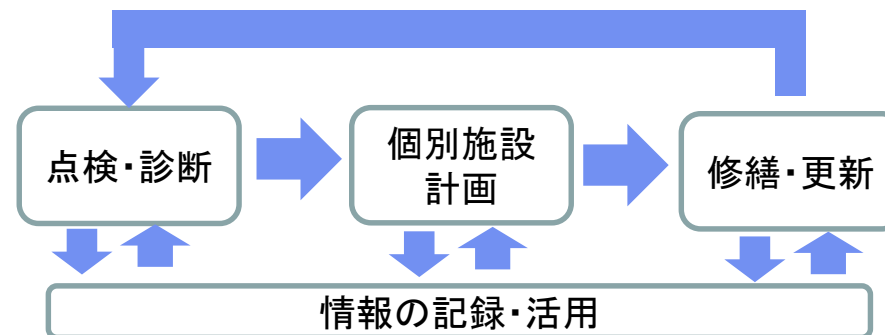 点検・診断
個別施設
計画
修繕・更新
情報の記録・活用